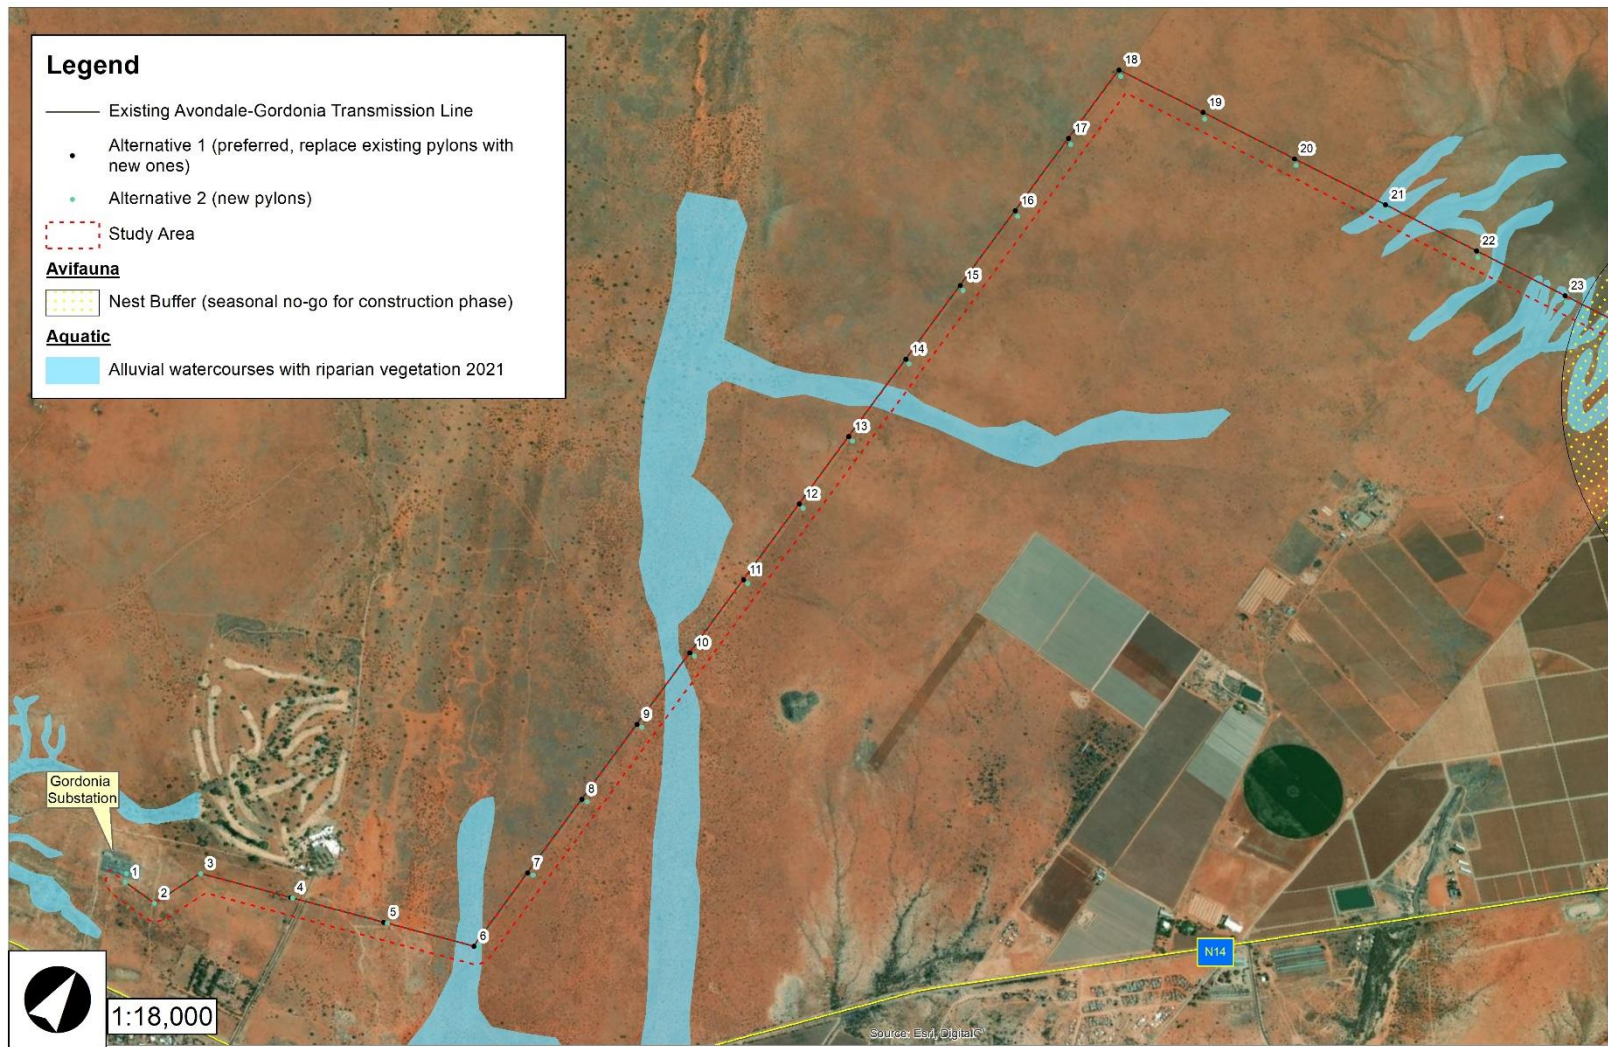 Legend
Existing Avondale-Gordonia Transmission Line
Alternative 1 (preferred, replace existing pylons with
new ones)
Alternative 2 (new pylons)
Study Area
Avifauna
Nest Buffer (seasonal no-go for construction phase)
Aquatic
Alluvial watercourses with riparian vegetation 2021
18
19
17
20
16
21
22
15
23
14
13
12
11
10
9
Gordonia
Substation
8
1
3
7
2
4
5
6
N14
1:18,000
Source: Esri, DigitalG